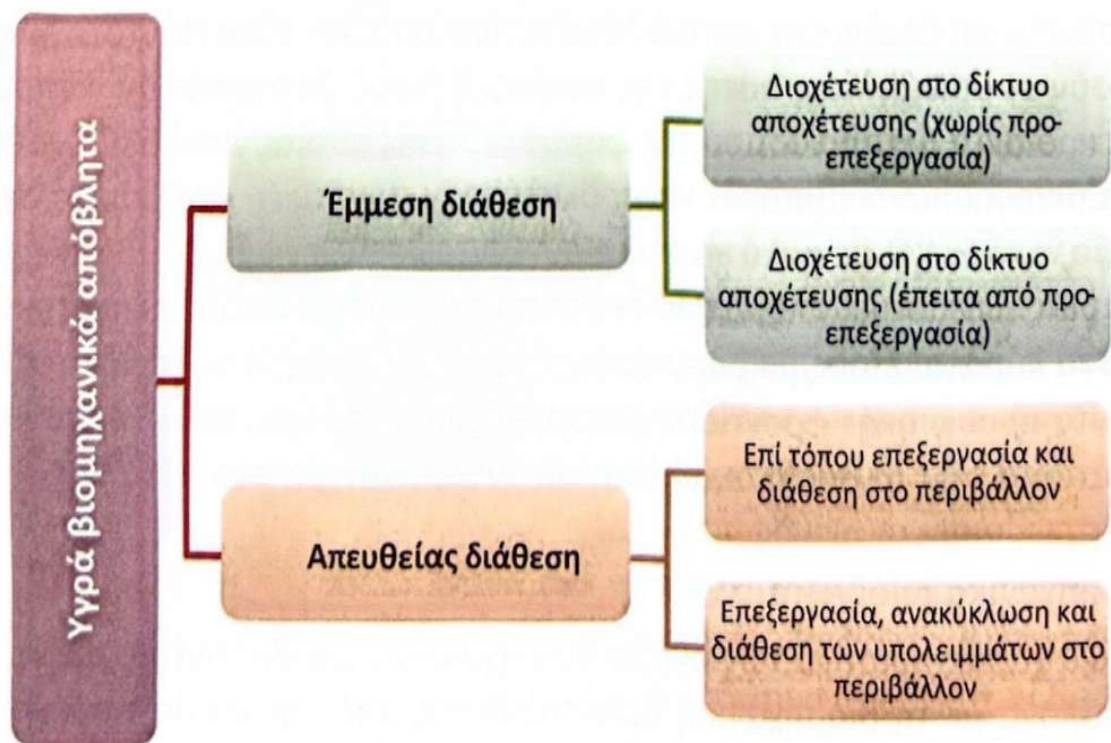 Υγρά βιομηχανικά απόβλητα
Έμμεση διάθεση
Διοχέτευση στο δίκτυο
αποχέτευσης (χωρίς προ-
επεξεργασία)
Διοχέτευση στο δίκτυο
αποχέτευσης (έπειτα από προ-
επεξεργασία)
Απευθείας διάθεση
Επί τόπου επεξεργασία και
διάθεση στο περιβάλλον
Επεξεργασία, ανακύκλωση και
διάθεση των υπολειμμάτων στο
περιβάλλον